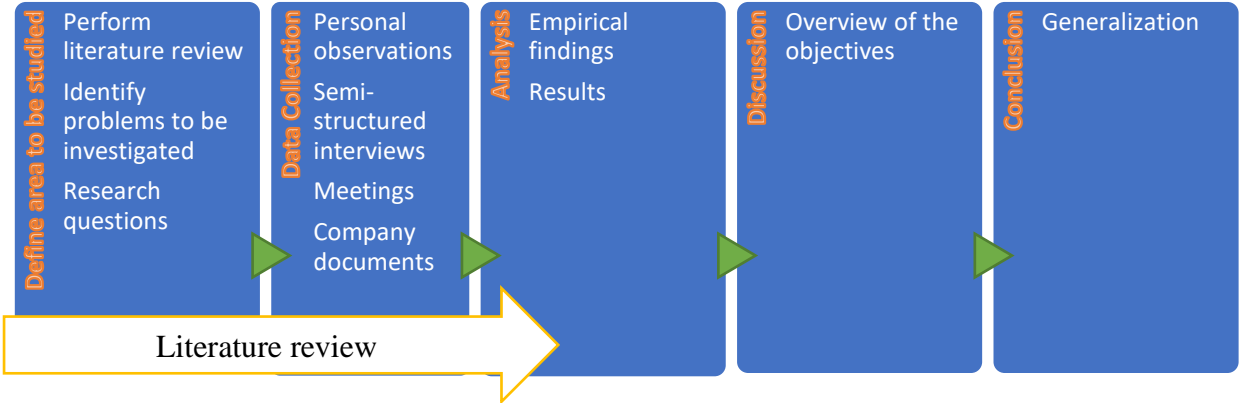 Define area to be studied
Perform
literature review
Identify
problems to be
investigated
Research
questions
Data Collection
Personal
observations
Semi-
structured
interviews
Meetings
Company
documents
Analysis
Empirical
findings
Results
Discussion
Overview of the
objectives
Conclusion
Generalization
Literature review